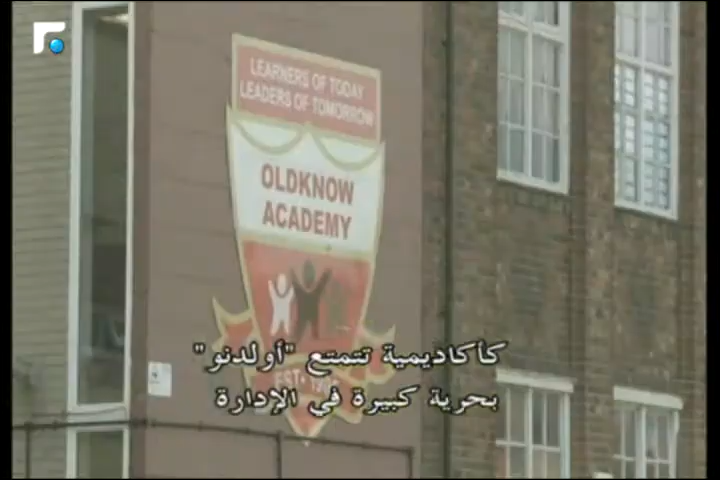 LEARNERS OF TODAY
LEADERS OF TOMORROW
OLDKNOW
ACADEMY
كأكاديمية تتمتع "أولدنو"
بحرية كبيرة في الإدارة